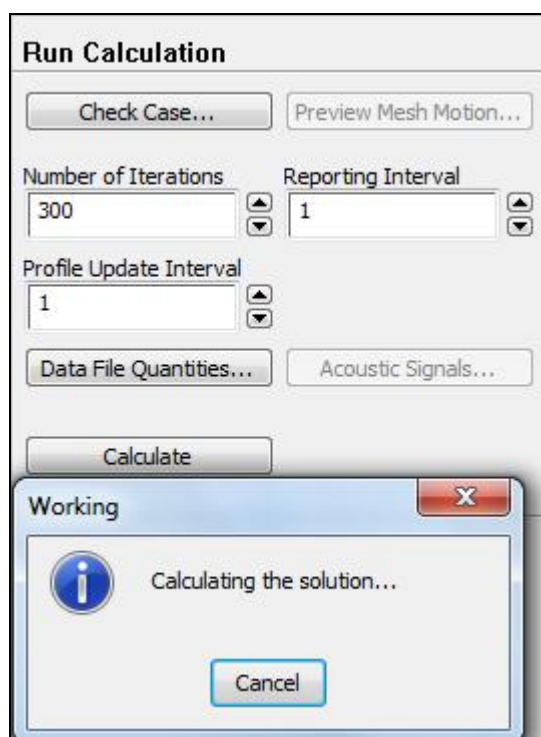 Run Calculation
Check Case... Preview Mesh Motion...
Number of Iterations Reporting Interval
300 1
Profile Update Interval
1
Data File Quantities... Acoustic Signals...
Calculate
Working
Calculating the solution...
Cancel